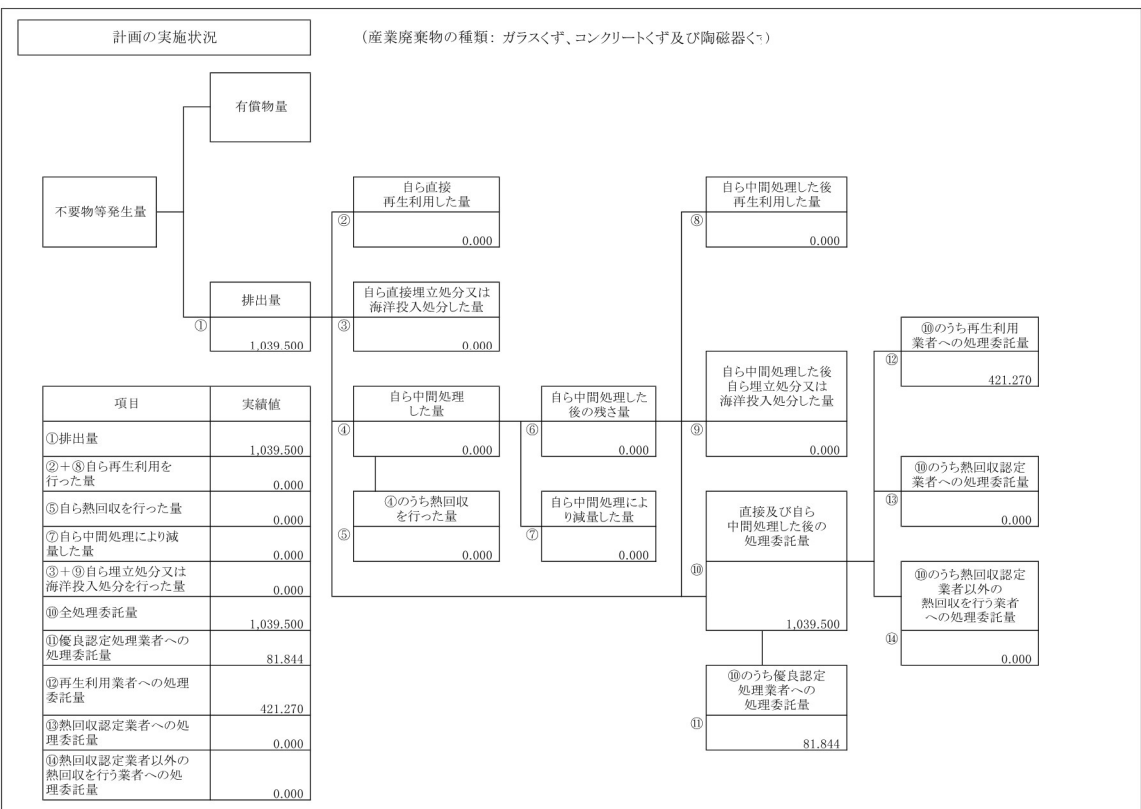 計画の実施状況
（産業廃棄物の種類： ガラスくず、コンクリートくず及び陶磁器く
有償物量
不要物等発生量
排出量
①
1,039.500
自ら直接
再生利用した量
②
0.000
自ら直接埋立処分又は
海洋投入処分した量
③
0.000
自ら中間処理
した量
④
0.000
④のうち熱回収
を行った量
⑤
0.000
自ら中間処理した
後の残さ量
⑥
0.000
自ら中間処理によ
り減量した量
⑦
0.000
自ら中間処理した後
再生利用した量
⑧
0.000
自ら中間処理した後
自ら埋立処分又は
海洋投入処分した量
⑨
0.000
直接及び自ら
中間処理した後の
処理委託量
⑩
1,039.500
⑩のうち優良認定
処理業者への
処理委託量
⑪
81.844
⑩のうち再生利用
業者への処理委託量
⑫
421.270
⑩のうち熱回収認定
業者への処理委託量
⑬
0.000
⑩のうち熱回収認定
業者以外の
熱回収を行う業者
への処理委託量
⑭
0.000
項目 実績値
①排出量 1,039.500
②＋⑧自ら再生利用を
行った量 0.000
⑤自ら熱回収を行った量 0.000
⑦自ら中間処理により減
量した量 0.000
③＋⑨自ら埋立処分又は
海洋投入処分を行った量 0.000
⑩全処理委託量 1,039.500
⑪優良認定処理業者への
処理委託量 81.844
⑫再生利用業者への処理
委託量 421.270
⑬熱回収認定業者への処
理委託量 0.000
⑭熱回収認定業者以外の
熱回収を行う業者への処
理委託量 0.000